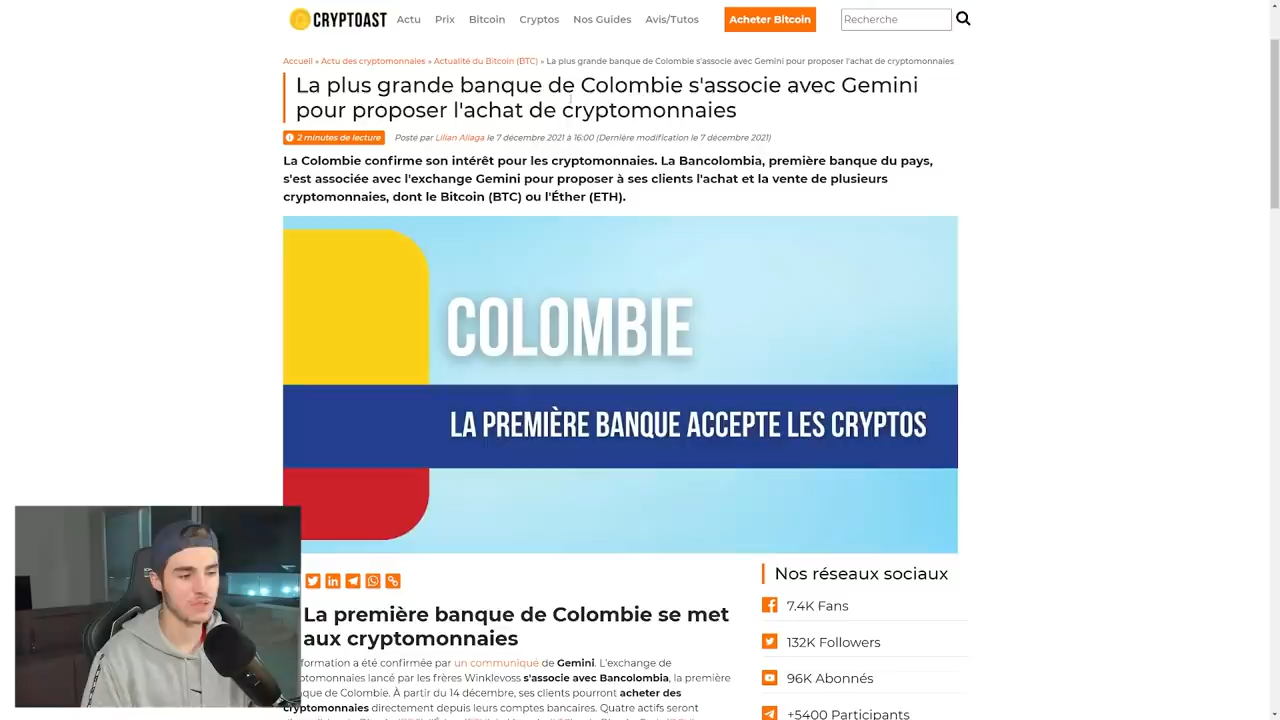 CRYPTOAST
Actu Prix Bitcoin Cryptos Nos Guides Avis/Tutos Acheter Bitcoin Recherche
Accueil » Actu des cryptomonnaies » Actualité du Bitcoin (BTC) » La plus grande banque de Colombie s'associe avec Gemini pour proposer l'achat de cryptomonnaies
La plus grande banque de Colombie s'associe avec Gemini
pour proposer l'achat de cryptomonnaies
2 minutes de lecture Posté par Lilian Aliaga le 7 décembre 2021 à 16:00 (Dernière modification le 7 décembre 2021)
La Colombie confirme son intérêt pour les cryptomonnaies. La Bancolombia, première banque du pays,
s'est associée avec l'exchange Gemini pour proposer à ses clients l'achat et la vente de plusieurs
cryptomonnaies, dont le Bitcoin (BTC) ou l'Éther (ETH).
COLOMBIE
LA PREMIÈRE BANQUE ACCEPTE LES CRYPTOS
La première banque de Colombie se met
aux cryptomonnaies
formation a été confirmée par un communiqué de Gemini. L'exchange de
ptomonnaies lancé par les frères Winklevoss s'associe avec Bancolombia, la première
que de Colombie. À partir du 14 décembre, ses clients pourront acheter des
cryptomonnaies directement depuis leurs comptes bancaires. Quatre actifs seront
Nos réseaux sociaux
7.4K Fans
132K Followers
96K Abonnés
+5400 Participants